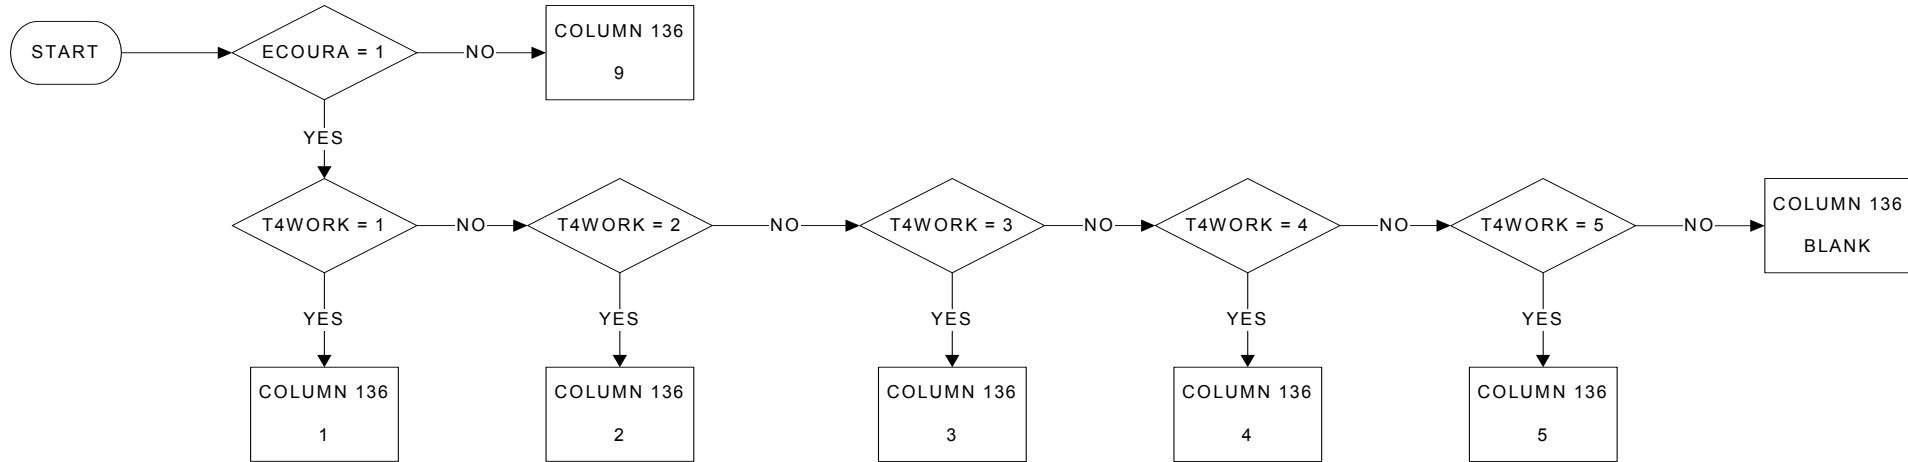 START
ECOURA = 1
NO
COLUMN 136
9
YES
T4WORK = 1
NO
T4WORK = 2
NO
T4WORK = 3
NO
T4WORK = 4
NO
T4WORK = 5
NO
COLUMN 136
BLANK
YES
YES
YES
YES
YES
COLUMN 136
1
COLUMN 136
2
COLUMN 136
3
COLUMN 136
4
COLUMN 136
5